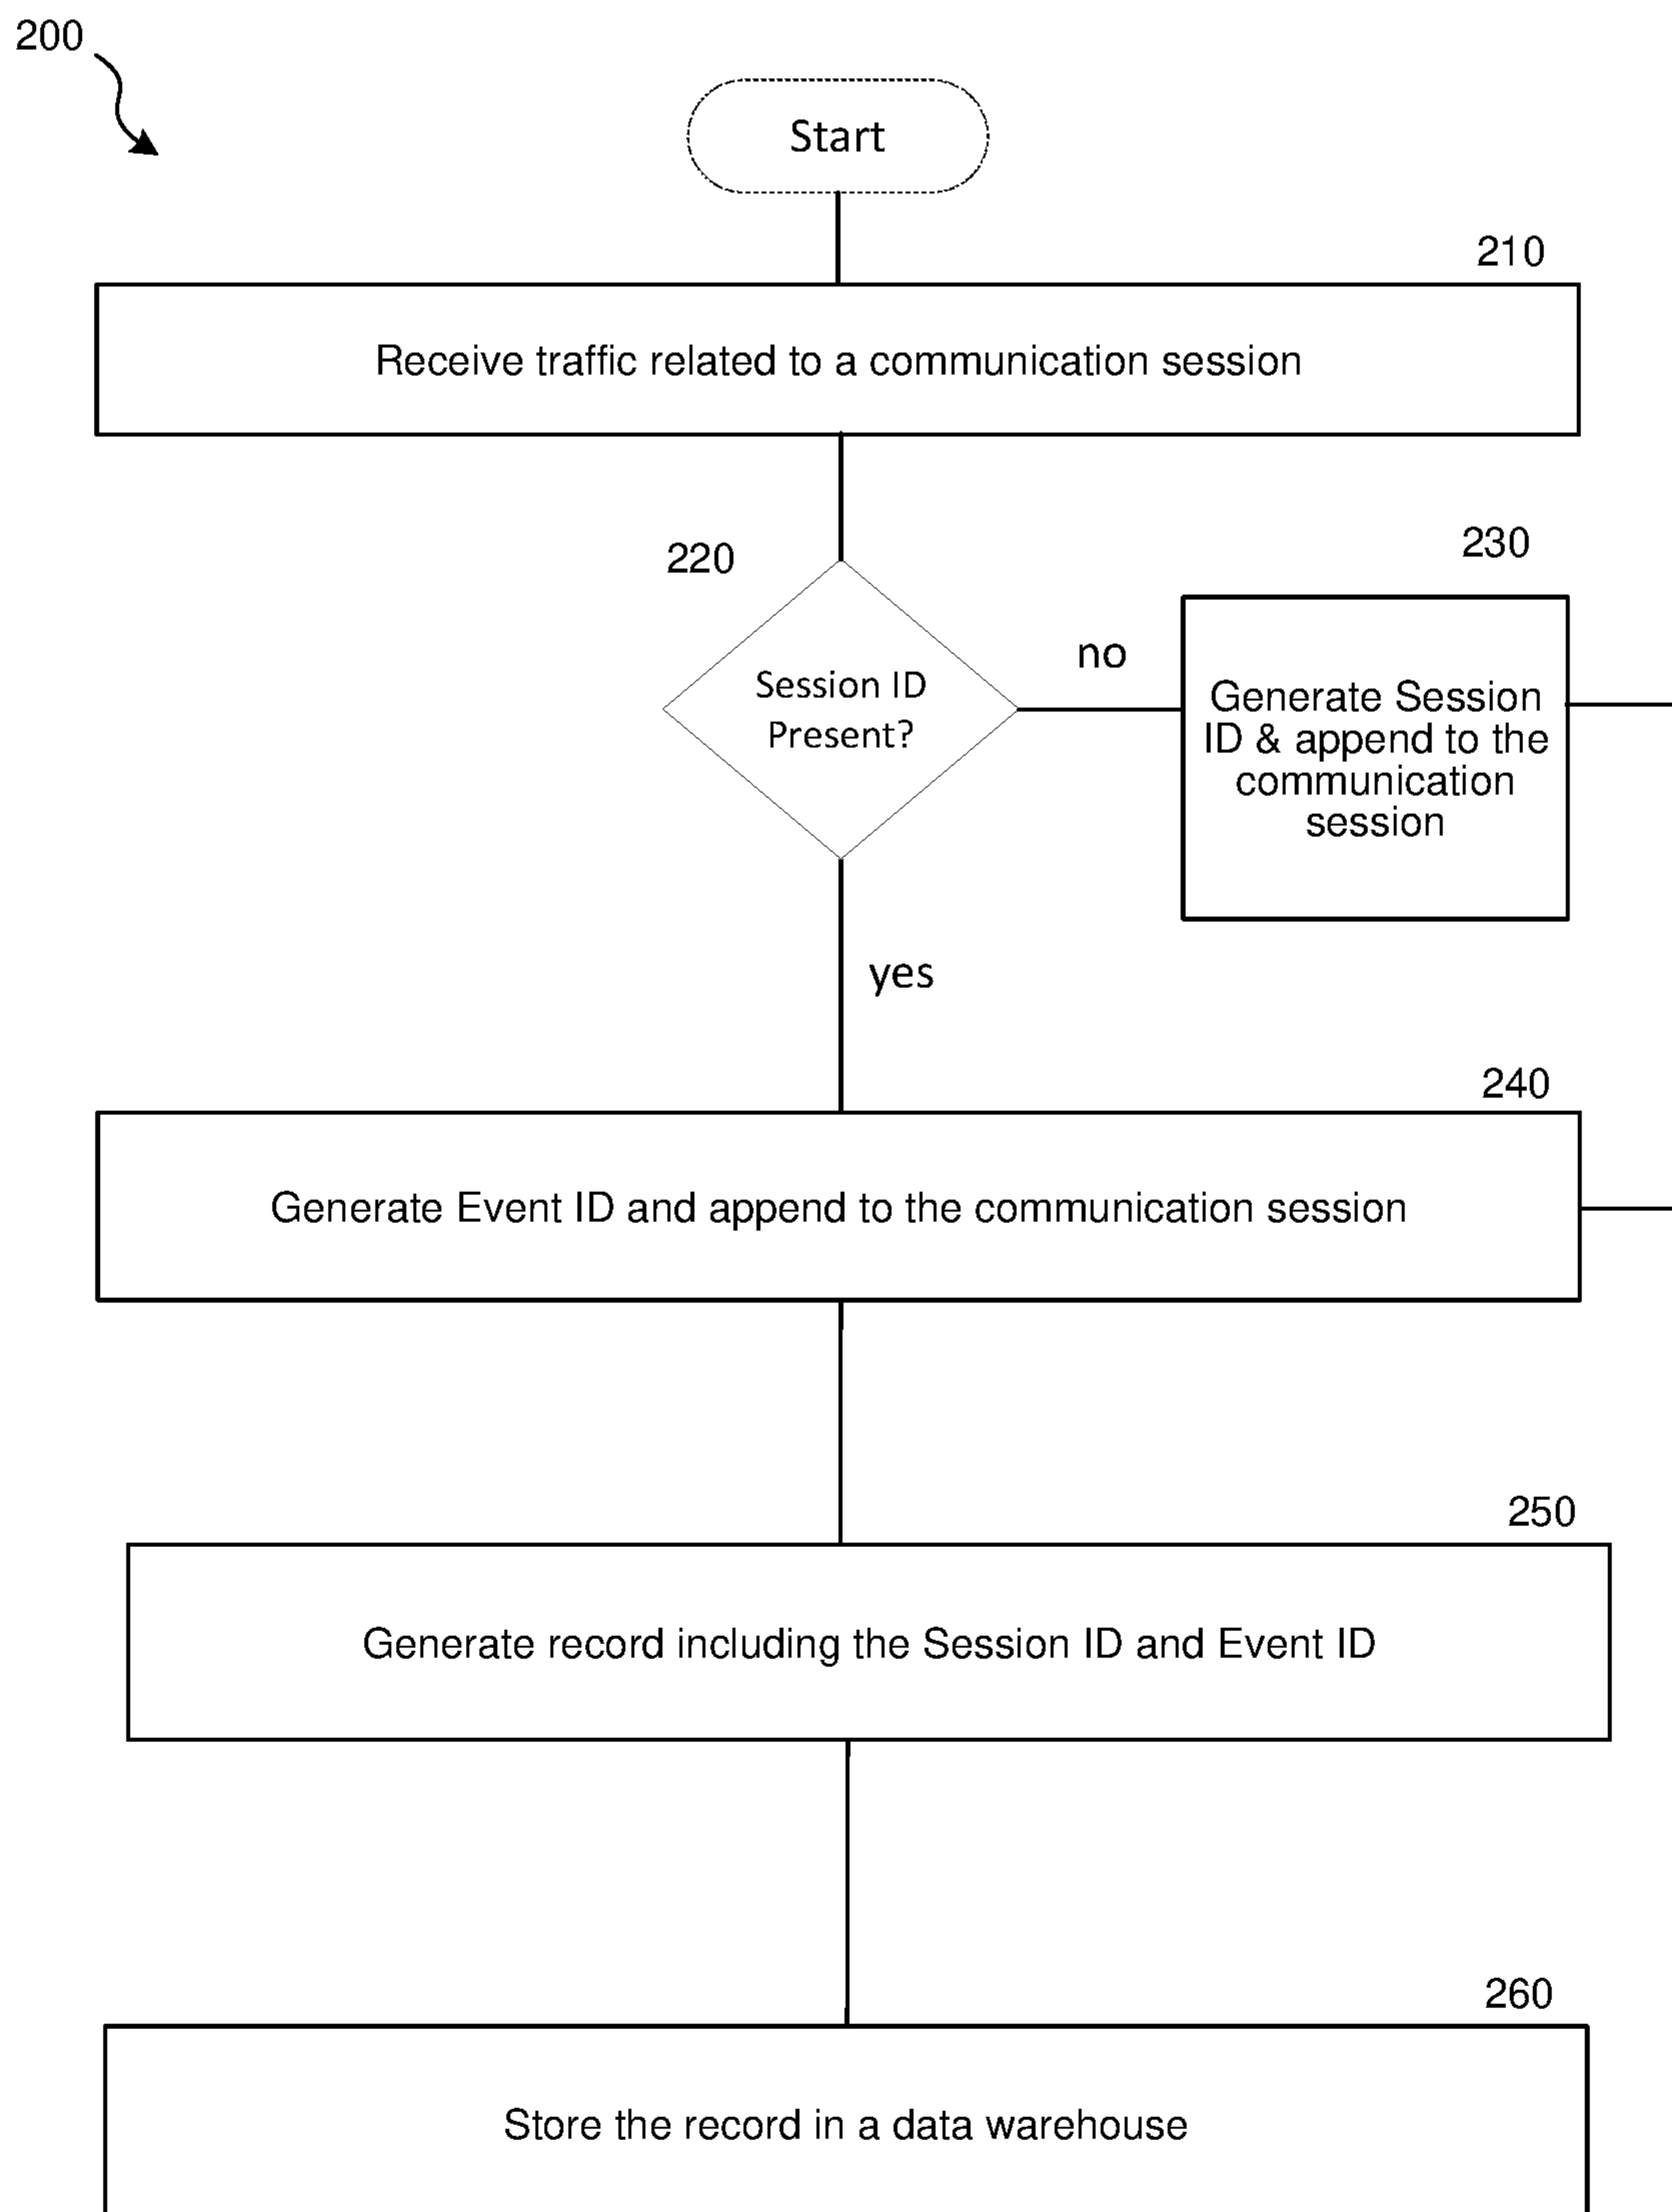 200
Start
210
Receive traffic related to a communication session
220
230
Session ID
Present?
no
Generate Session
ID & append to the
communication
session
yes
240
Generate Event ID and append to the communication session
250
Generate record including the Session ID and Event ID
260
Store the record in a data warehouse